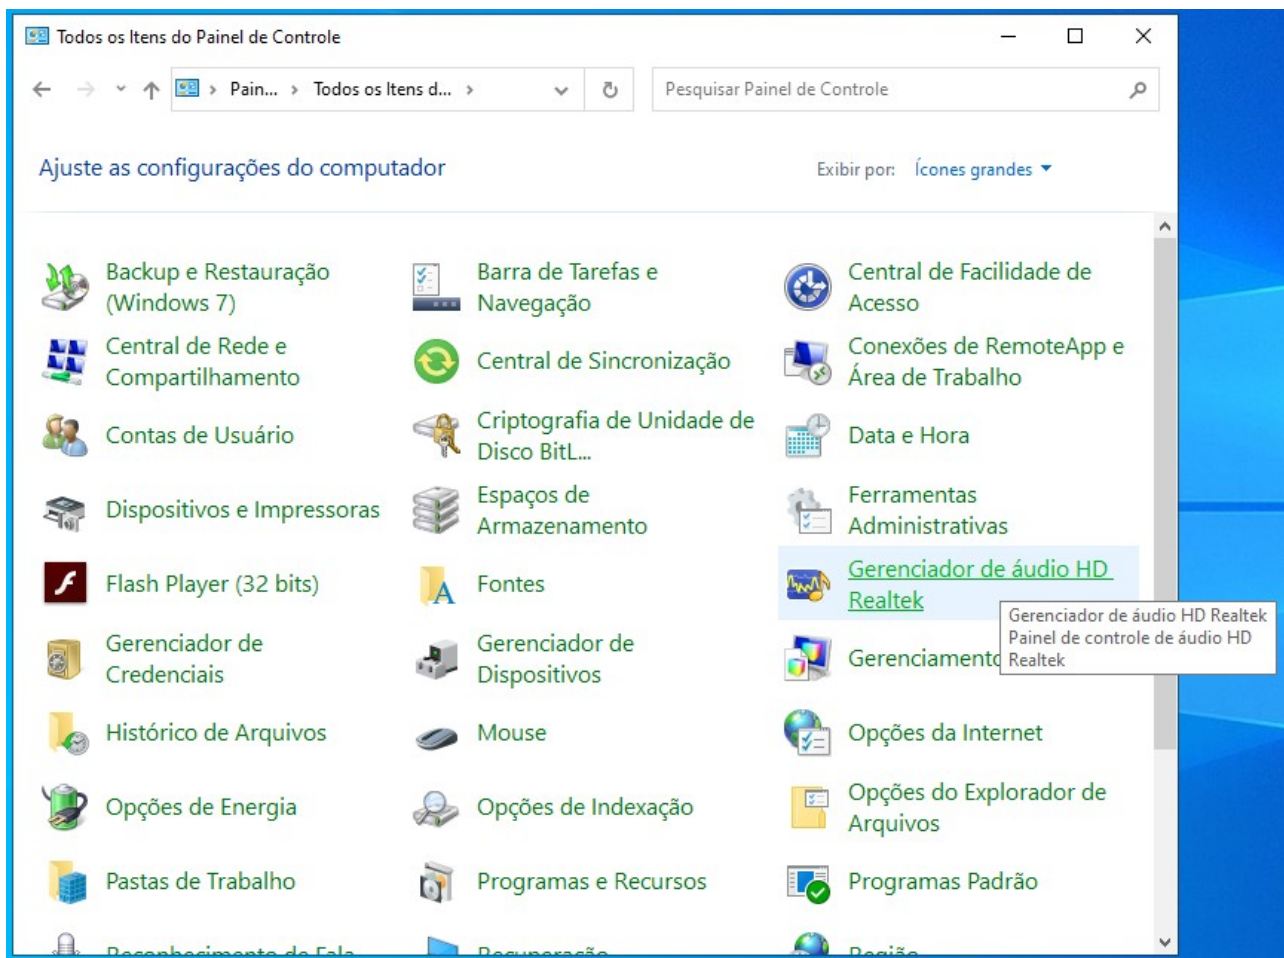 Todos os Itens do Painel de Controle
Pain... Todos os Itens d...
Pesquisar Painel de Controle
Ajuste as configurações do computador
Exibir por: Ícones grandes
Backup e Restauração
(Windows 7)
Barra de Tarefas e
Navegação
Central de Facilidade de
Acesso
Central de Rede e
Compartilhamento
Central de Sincronização
Conexões de RemoteApp e
Área de Trabalho
Contas de Usuário
Criptografia de Unidade de
Disco BitL...
Data e Hora
Dispositivos e Impressoras
Espaços de
Armazenamento
Ferramentas
Administrativas
Flash Player (32 bits)
Fontes
Gerenciador de áudio HD
Realtek
Gerenciador de áudio HD Realtek
Painel de controle de áudio HD
Realtek
Gerenciador de
Credenciais
Gerenciador de
Dispositivos
Gerenciamento
Histórico de Arquivos
Mouse
Opções da Internet
Opções de Energia
Opções de Indexação
Opções do Explorador de
Arquivos
Pastas de Trabalho
Programas e Recursos
Programas Padrão
Reconhecimento de Fala
Recuperação
Região